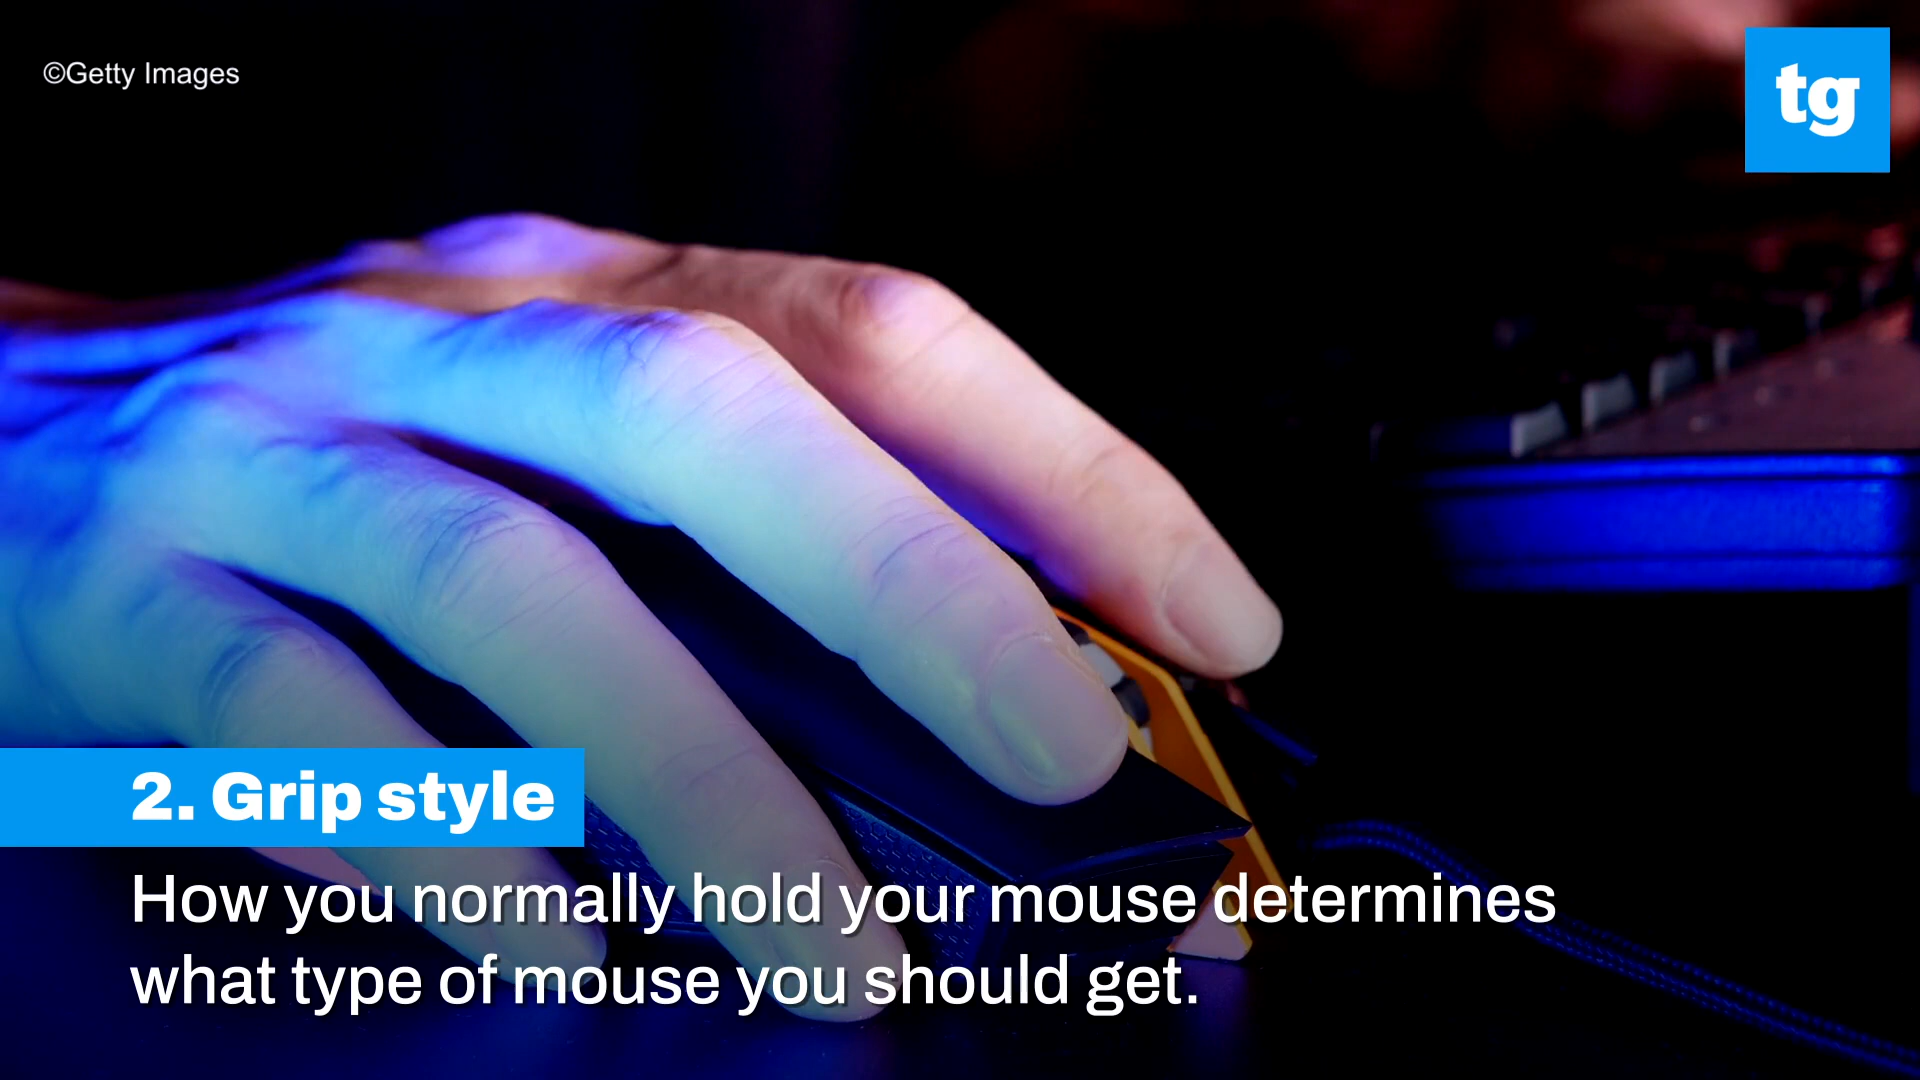 ©Getty Images
tg
2. Grip style
How you normally hold your mouse determines
what type of mouse you should get.